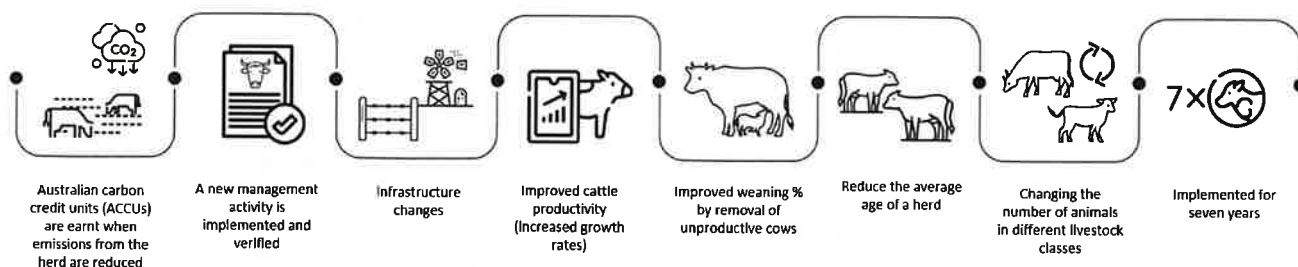 CO2
7×
Australian carbon
credit units (ACCUs)
are earnt when
emissions from the
herd are reduced
A new management
activity is
implemented and
verified
Infrastructure
changes
Improved cattle
productivity
(Increased growth
rates)
Improved weaning %
by removal of
unproductive cows
Reduce the average
age of a herd
Changing the
number of animals
in different livestock
classes
Implemented for
seven years